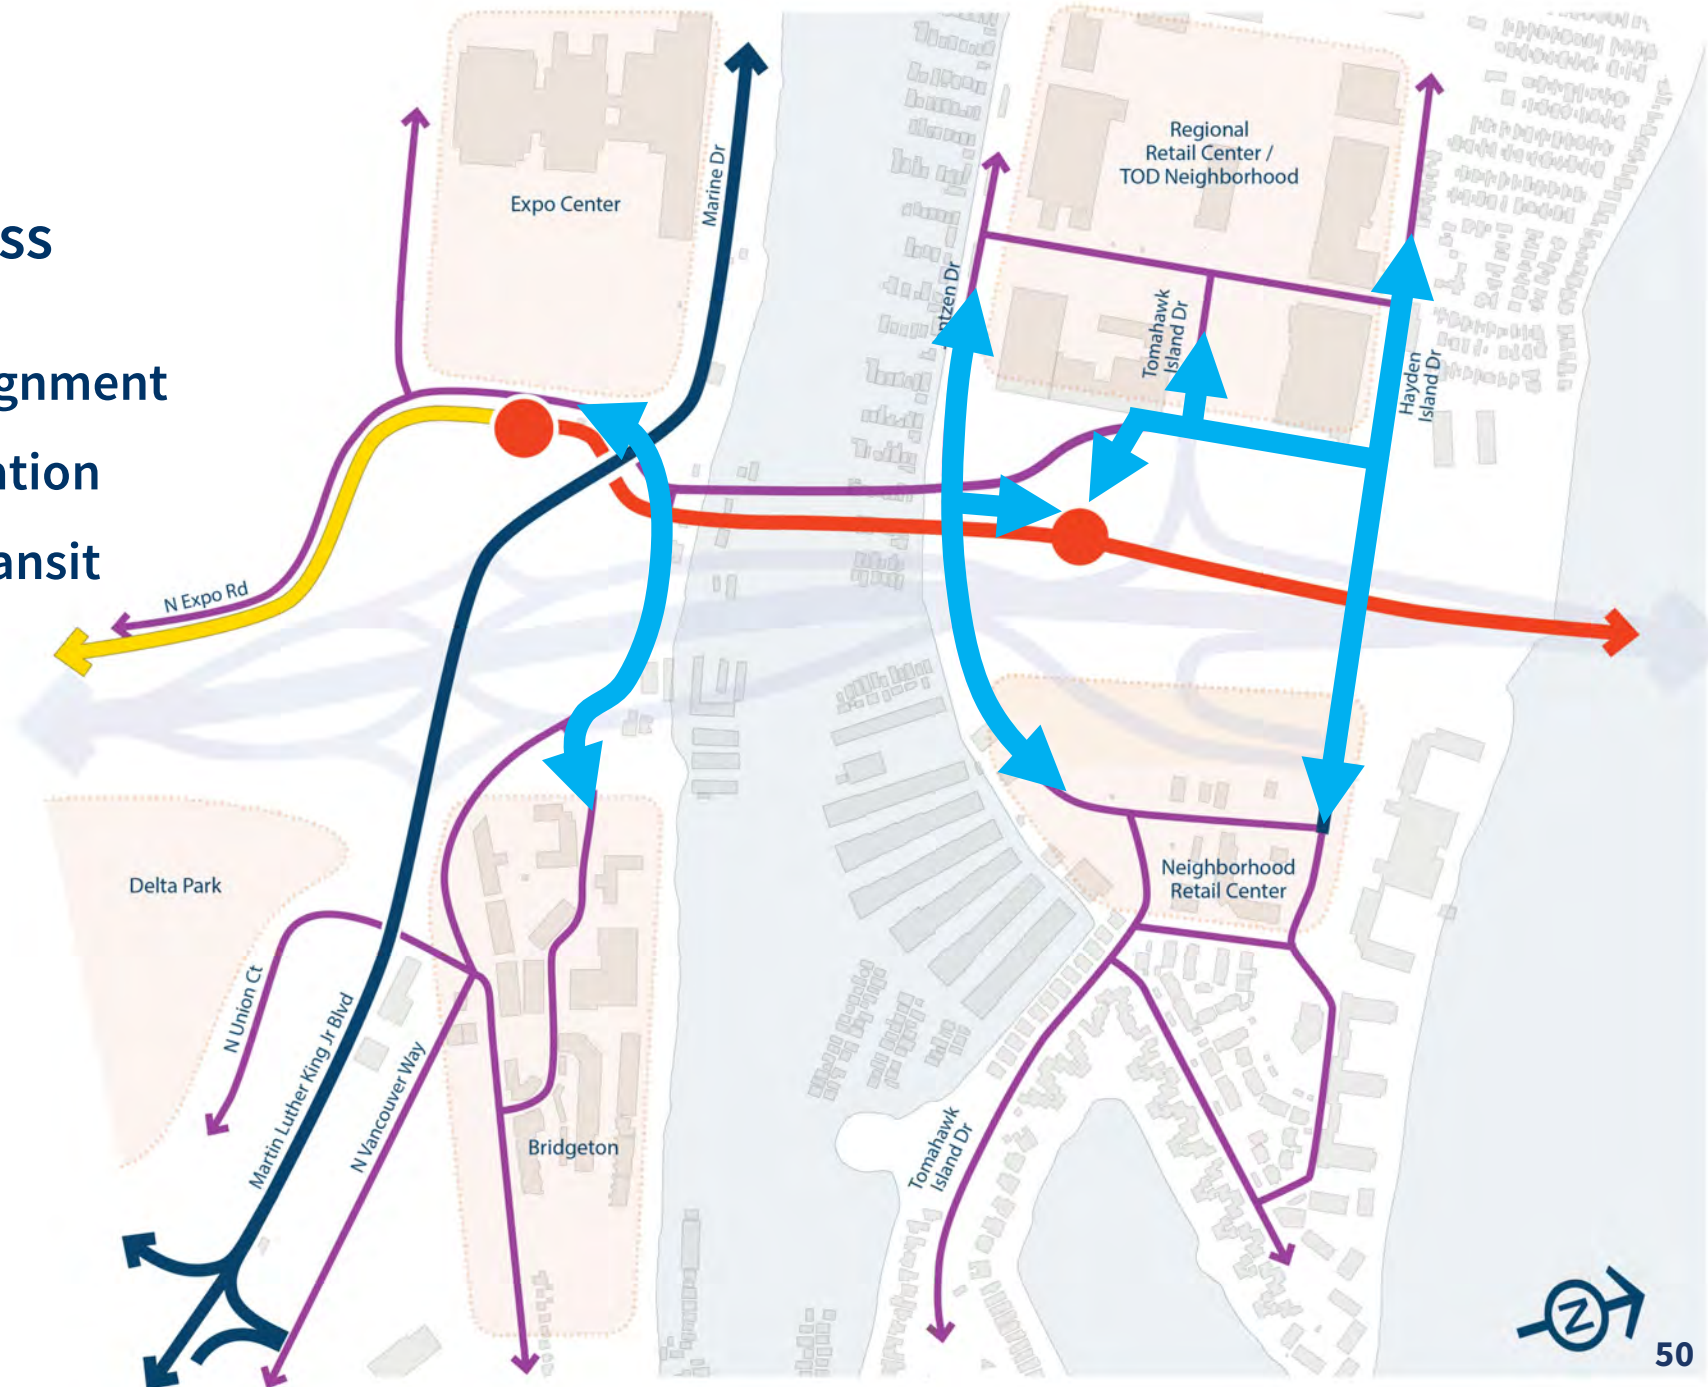 ss
gnment
ation
ansit
Expo Center
Marine Dr
Regional
Retail Center /
TOD Neighborhood
ntzen Dr
Tomahawk
Island Dr
Hayden
Island Dr
N Expo Rd
Delta Park
N Union Ct
Martin Luther King Jr Blvd
N Vancouver Way
Bridgeton
Neighborhood
Retail Center
Tomahawk
Island Dr
N
50